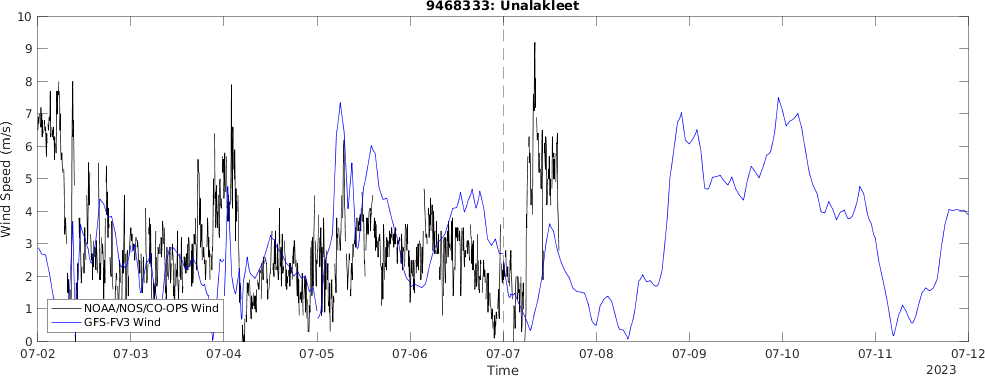 9468333: Unalakleet
Wind Speed (m/s)
10
9
8
7
6
5
4
3
2
1
0
NOAA/NOS/CO-OPS Wind
GFS-FV3 Wind
07-02 07-03 07-04 07-05 07-06 07-07 07-08 07-09 07-10 07-11 07-12
Time
2023